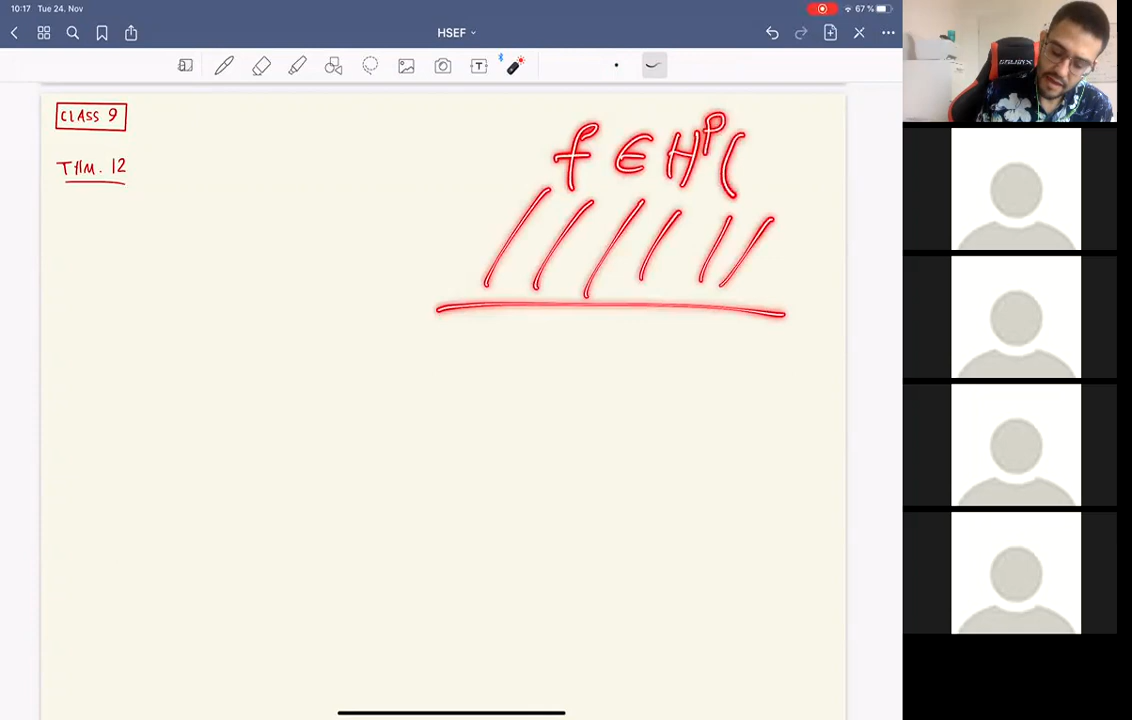 10:17 Tue 24. Nov
67 %
HSEF
CLASS 9
THM. 12
f ∈ H^p(